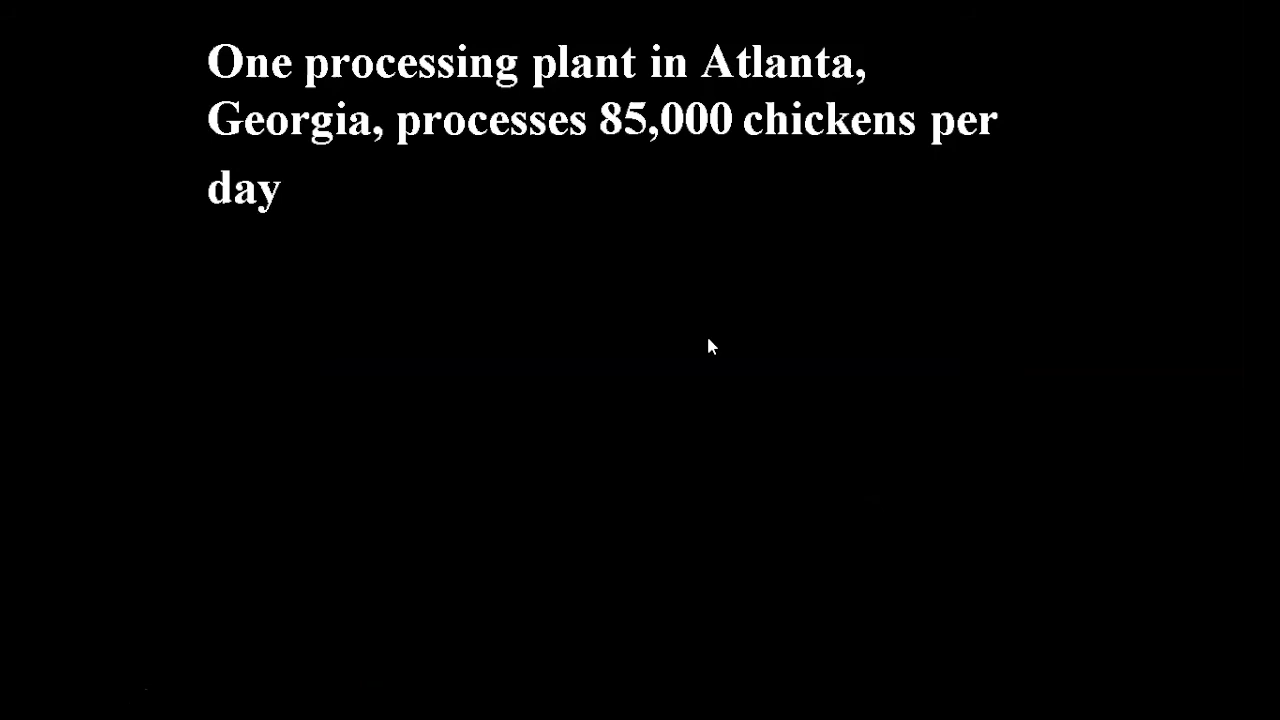 One processing plant in Atlanta,
Georgia, processes 85,000 chickens per
day